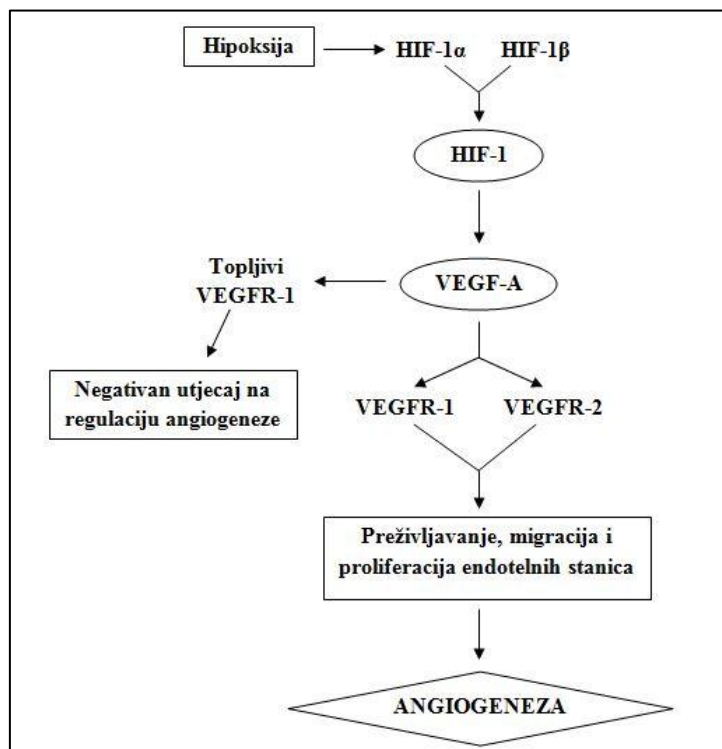 Hipoksija
HIF-1α HIF-1β
HIF-1
VEGF-A
Topljivi
VEGFR-1
Negativan utjecaj na
regulaciju angiogeneze
VEGFR-1 VEGFR-2
Preživljavanje, migracija i
proliferacija endotelnih stanica
ANGIOGENEZA